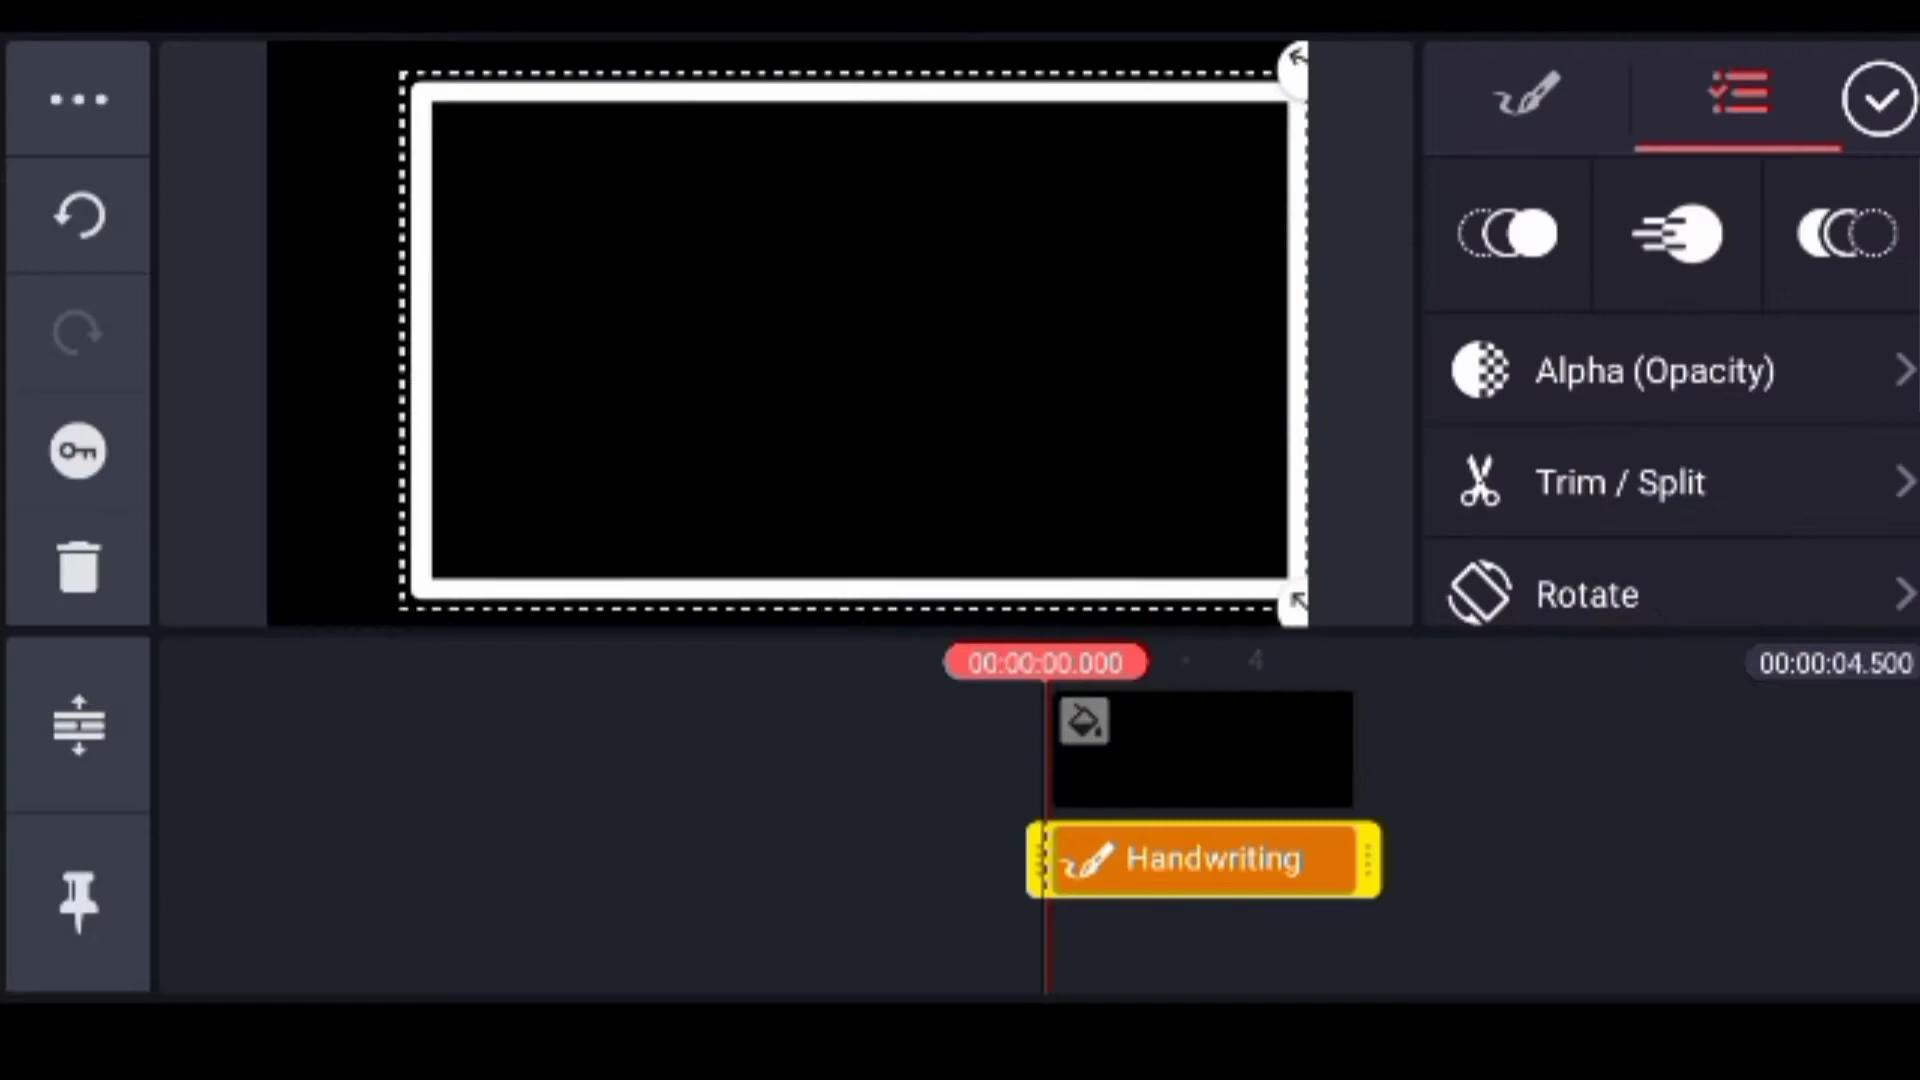 Alpha (Opacity)
Trim / Split
Rotate
00:00:00.000
4
00:00:04.500
Handwriting